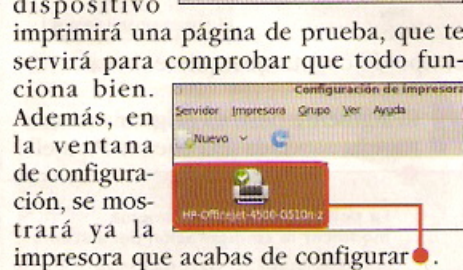 dispositivo
imprimirá una página de prueba, que te
servirá para comprobar que todo fun-
ciona bien.
Además, en
la ventana
de configura-
ción, se mos-
trará ya la
impresora que acabas de configurar.
Configuración de impresora
Servidor Impresora Grupo Ver Ayuda
Nuevo
HP-Officejet-4500-G510n-z